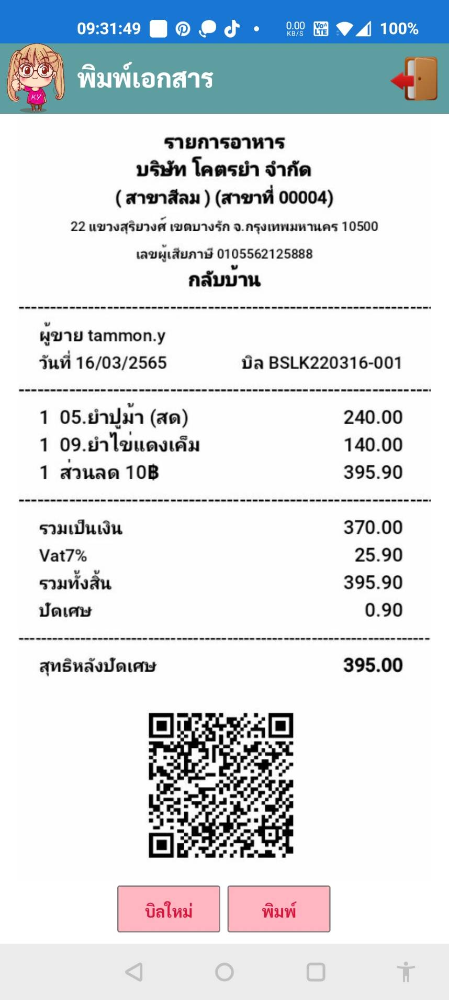 09:31:49 0.00 KB/S Vo LTE 100%
KY
พิมพ์เอกสาร
รายการอาหาร
บริษัท โคตรยำ จำกัด
( สาขาสีลม ) (สาขาที่ 00004)
22 แขวงสุริยวงศ์ เขตบางรัก จ.กรุงเทพมหานคร 10500
เลขผู้เสียภาษี 0105562125888
กลับบ้าน
ผู้ขาย tammon.y
วันที่ 16/03/2565 บิล BSLK220316-001
1 05.ยำปูม้า (สด) 240.00
1 09.ยำไข่แดงเค็ม 140.00
1 ส่วนลด 10฿ 395.90
รวมเป็นเงิน 370.00
Vat7% 25.90
รวมทั้งสิ้น 395.90
ปัดเศษ 0.90
สุทธิหลังปัดเศษ 395.00
บิลใหม่ พิมพ์